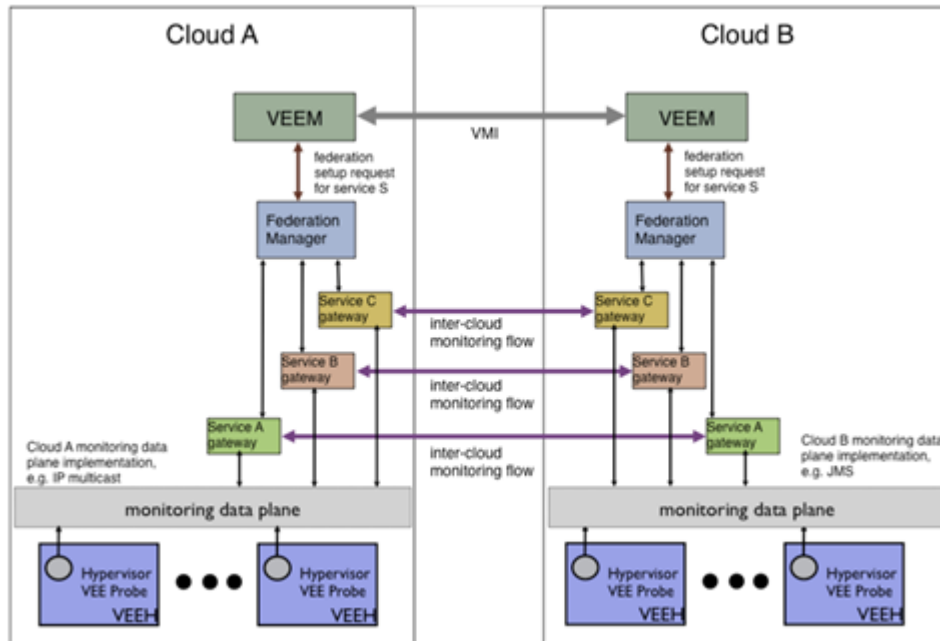 Cloud A
Cloud B
VEEM
VEEM
VMI
federation
setup request
for service S
federation
setup request
for service S
Federation
Manager
Federation
Manager
Service C
gateway
Service C
gateway
inter-cloud
monitoring flow
Service B
gateway
Service B
gateway
inter-cloud
monitoring flow
Service A
gateway
Service A
gateway
inter-cloud
monitoring flow
Cloud A monitoring data
plane implementation,
e.g. IP multicast
Cloud B monitoring data
plane implementation,
e.g. JMS
monitoring data plane
monitoring data plane
Hypervisor
VEE Probe
VEEH
Hypervisor
VEE Probe
VEEH
Hypervisor
VEE Probe
VEEH
Hypervisor
VEE Probe
VEEH